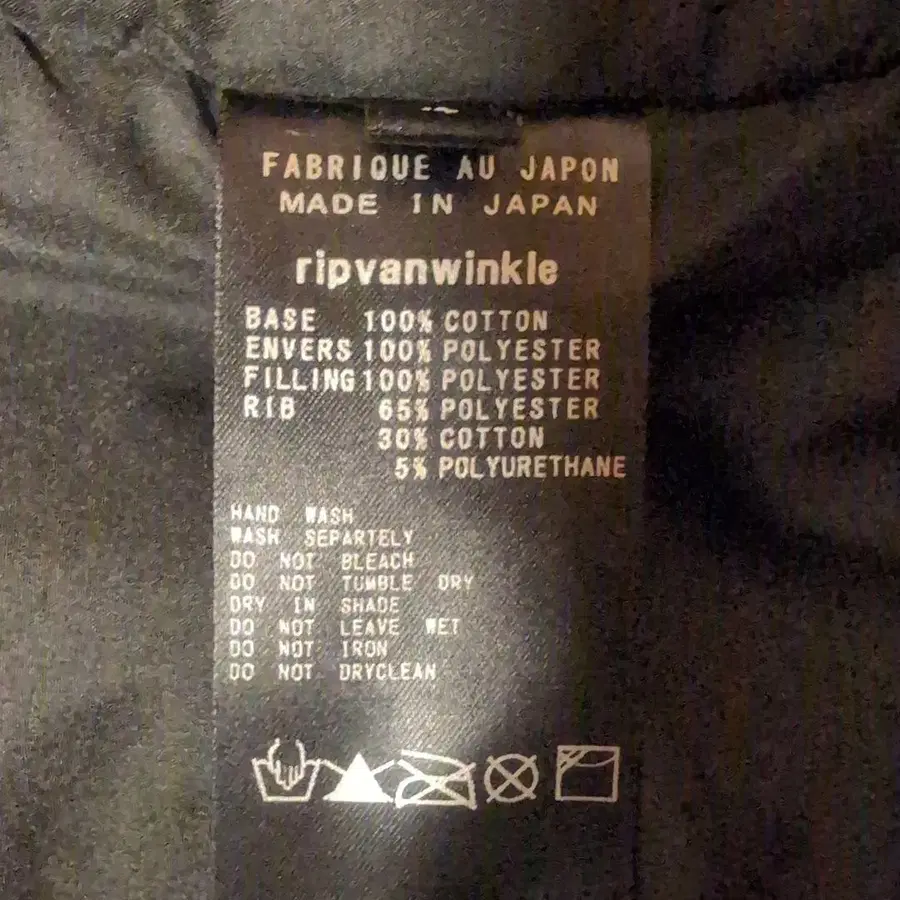 FABRIQUE AU JAPON
MADE IN JAPAN
ripvanwinkle
BASE 100% COTTON
ENVERS 100% POLYESTER
FILLING 100% POLYESTER
RIB 65% POLYESTER
30% COTTON
5% POLYURETHANE
HAND WASH
WASH SEPARTELY
DO NOT BLEACH
DO NOT TUMBLE DRY
DRY IN SHADE
DO NOT LEAVE WET
DO NOT IRON
DO NOT DRYCLEAN